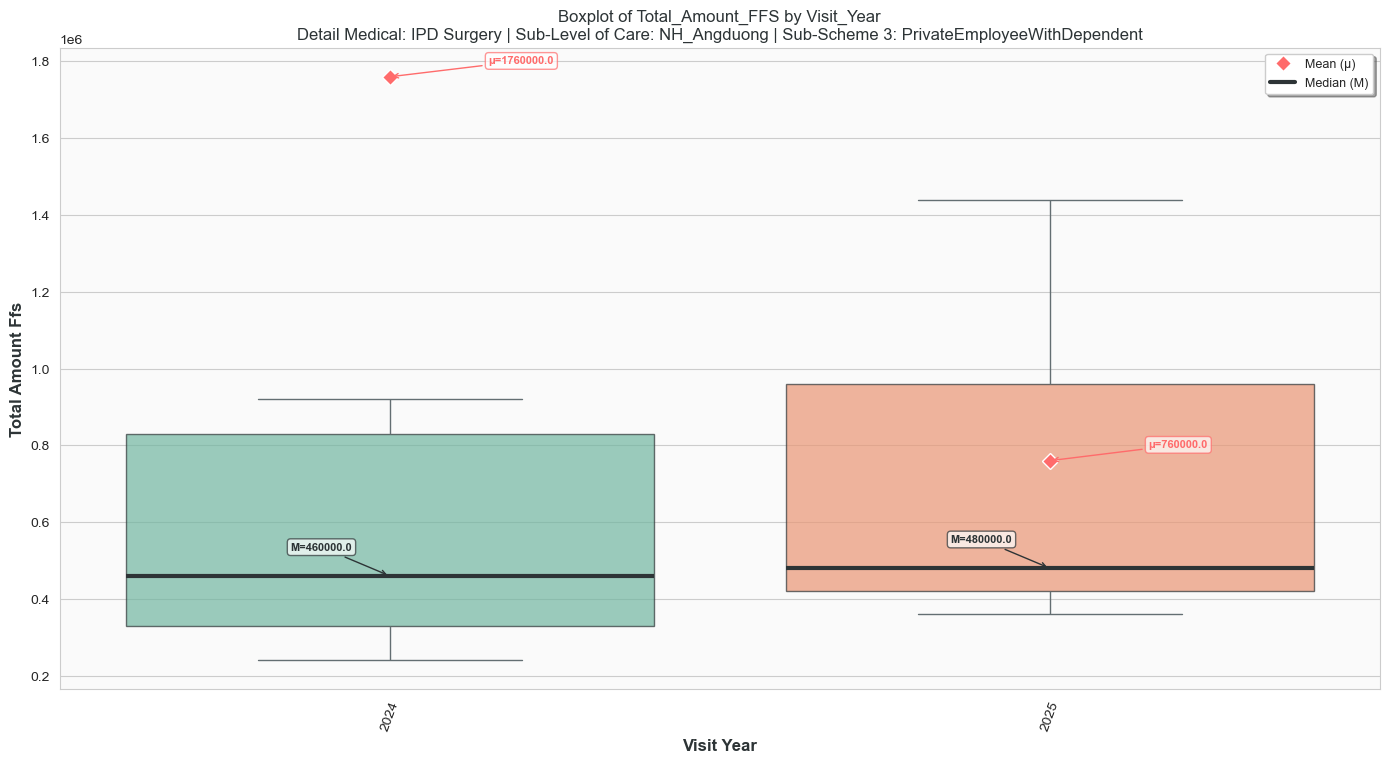 Boxplot of Total_Amount_FFS by Visit_Year
Detail Medical: IPD Surgery | Sub-Level of Care: NH_Angduong | Sub-Scheme 3: PrivateEmployeeWithDependent
1e6
Mean (μ)
Median (M)
μ=1760000.0
μ=760000.0
M=460000.0
M=480000.0
1.8
1.6
1.4
1.2
1.0
0.8
0.6
0.4
0.2
Total Amount Ffs
2024
2025
Visit Year